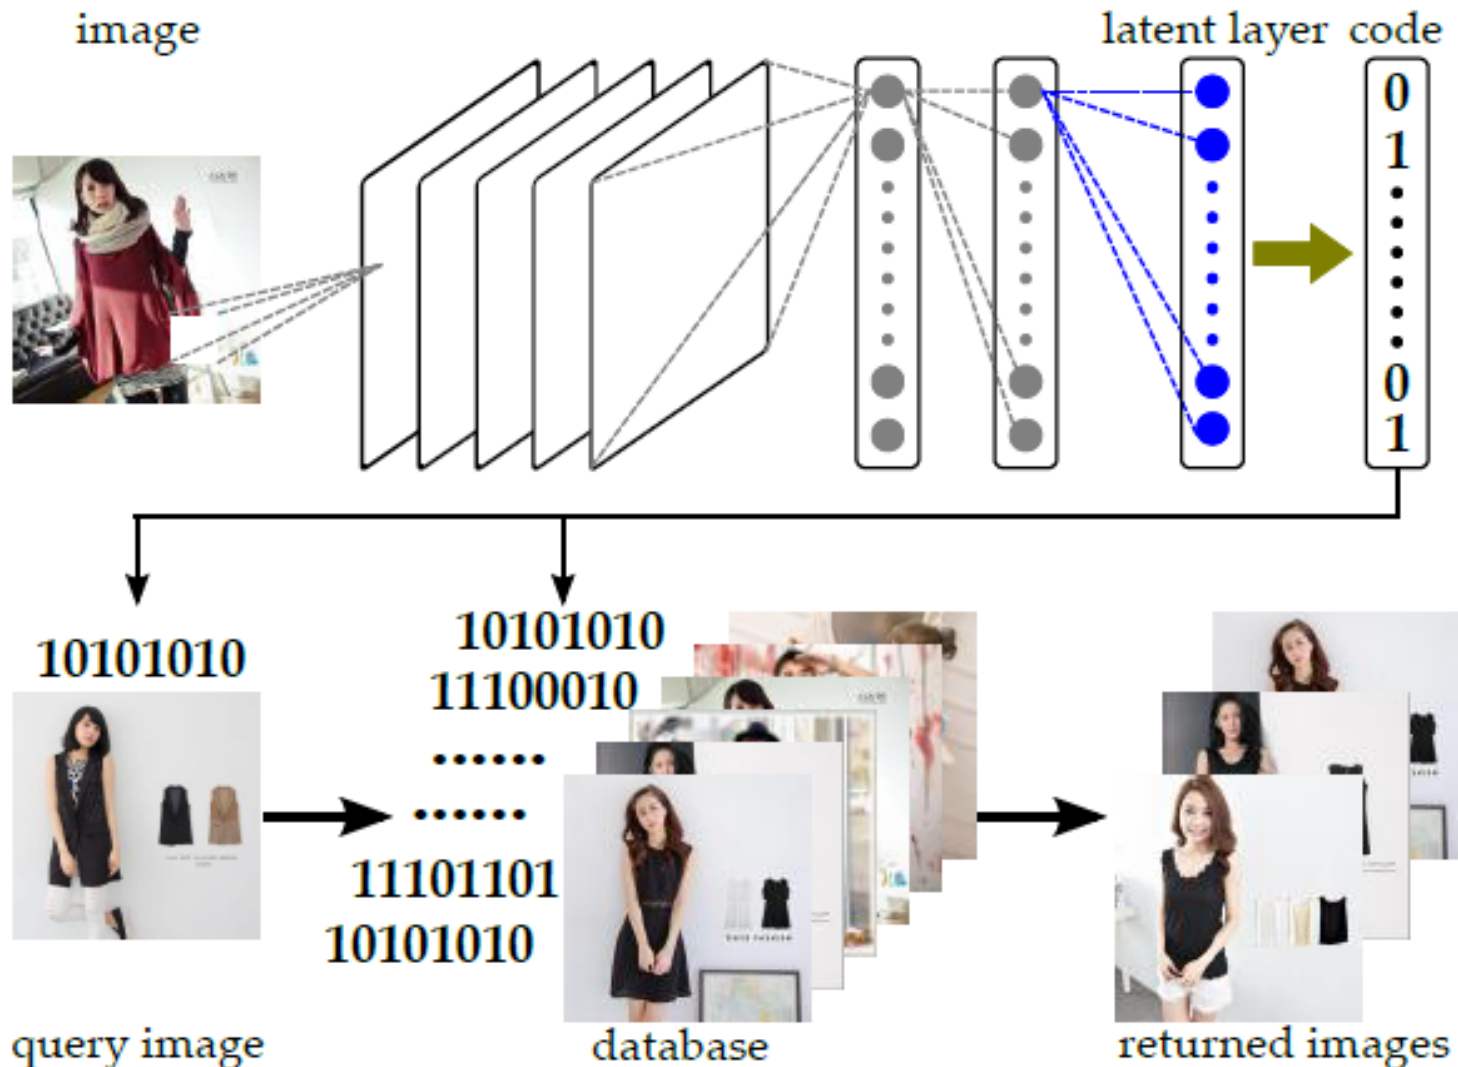 image
latent layer code
0
1
0
1
10101010
10101010
11100010
......
......
11101101
10101010
query image
database
returned images